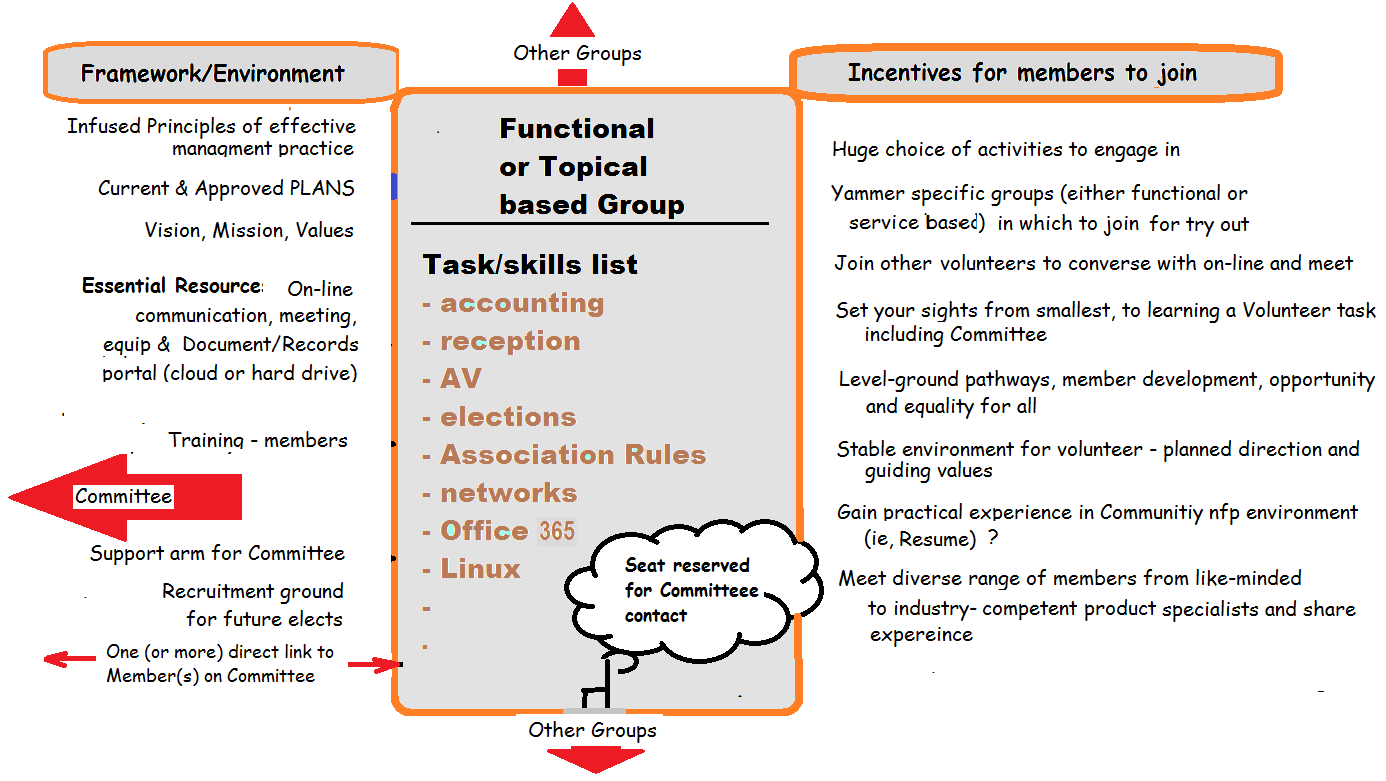 Other Groups
Framework/Environment
Infused Principles of effective
managment practice
Current & Approved PLANS
Vision, Mission, Values
Essential Resource: On-line
communication, meeting,
equip & Document/Records
portal (cloud or hard drive)
Training - members
Committee
Support arm for Committee
Recruitment ground
for future elects
One (or more) direct link to
Member(s) on Committee
Functional
or Topical
based Group
Task/skills list
- accounting
- reception
- AV
- elections
- Association Rules
- networks
- Office 365
- Linux
-
.
Seat reserved
for Committeee
contact
Other Groups
Incentives for members to join
Huge choice of activities to engage in
Yammer specific groups (either functional or
service based) in which to join for try out
Join other volunteers to converse with on-line and meet
Set your sights from smallest, to learning a Volunteer task
including Committee
Level-ground pathways, member development, opportunity
and equality for all
Stable environment for volunteer - planned direction and
guiding values
Gain practical experience in Communitiy nfp environment
(ie, Resume) ?
Meet diverse range of members from like-minded
to industry- competent product specialists and share
expereince